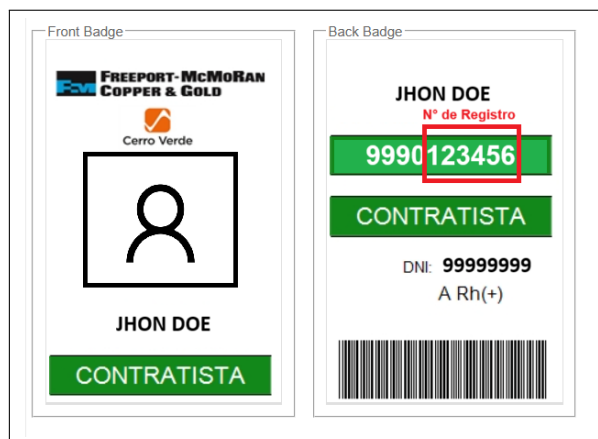 Front Badge
FREEPORT-MCMORAN
COPPER & GOLD
Cerro Verde
JHON DOE
CONTRATISTA
Back Badge
JHON DOE
N° de Registro
9990123456
CONTRATISTA
DNI: 99999999
A Rh(+)